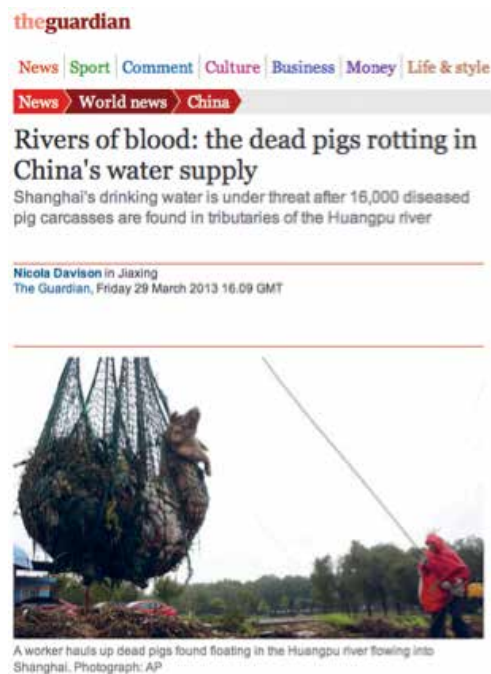 theguardian
News Sport Comment Culture Business Money Life & style
News World news China
Rivers of blood: the dead pigs rotting in
China's water supply
Shanghai's drinking water is under threat after 16,000 diseased
pig carcasses are found in tributaries of the Huangpu river
Nicola Davison in Jiaxing
The Guardian, Friday 29 March 2013 16.09 GMT
A worker hauls up dead pigs found floating in the Huangpu river flowing into
Shanghai. Photograph: AP